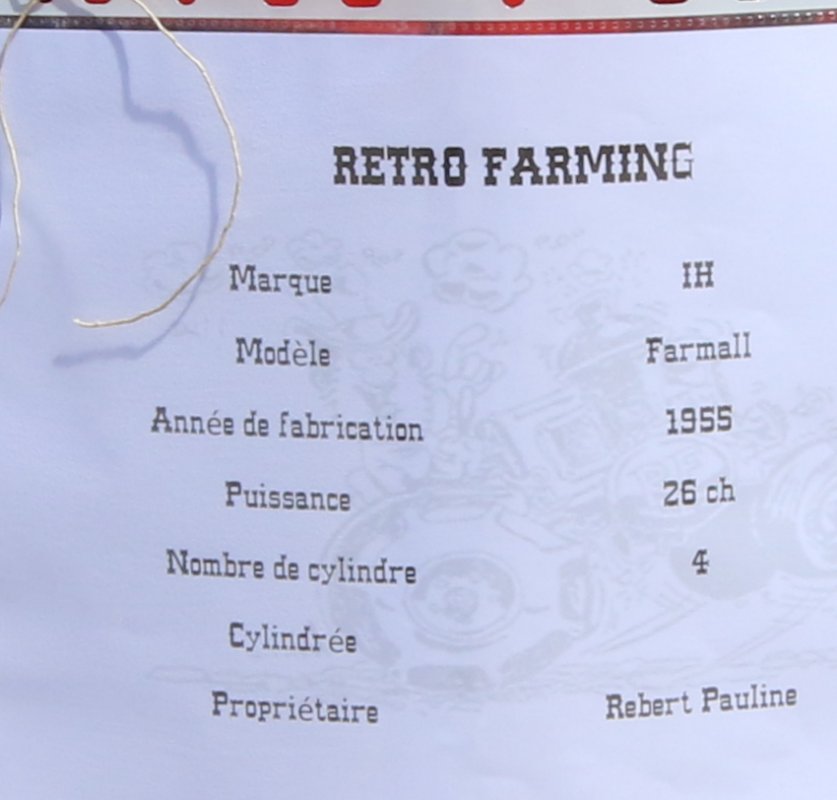 RETRO FARMING
Marque IH
Modèle Farmall
Année de fabrication 1955
Puissance 26 ch
Nombre de cylindre 4
Cylindrée
Propriétaire Rebert Pauline